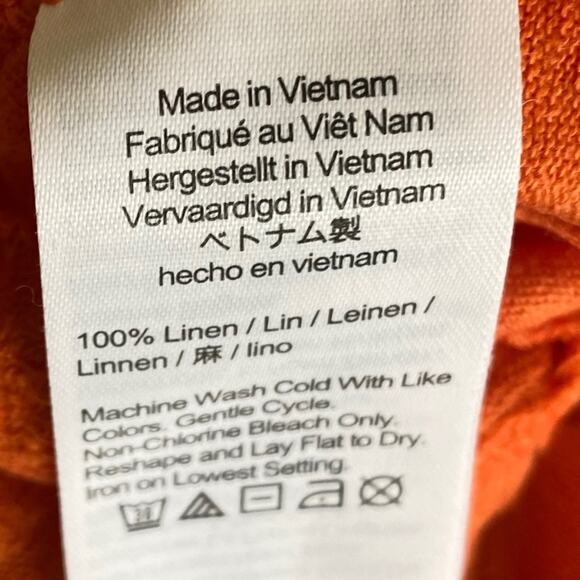 Made in Vietnam
Fabriqué au Viêt Nam
Hergestellt in Vietnam
Vervaardigd in Vietnam
ベトナム製
hecho en vietnam
100% Linen / Lin / Leinen /
Linnen / 麻 / lino
Machine Wash Cold With Like
Colors. Gentle Cycle.
Non-Chlorine Bleach Only.
Reshape and Lay Flat to Dry.
Iron on Lowest Setting.